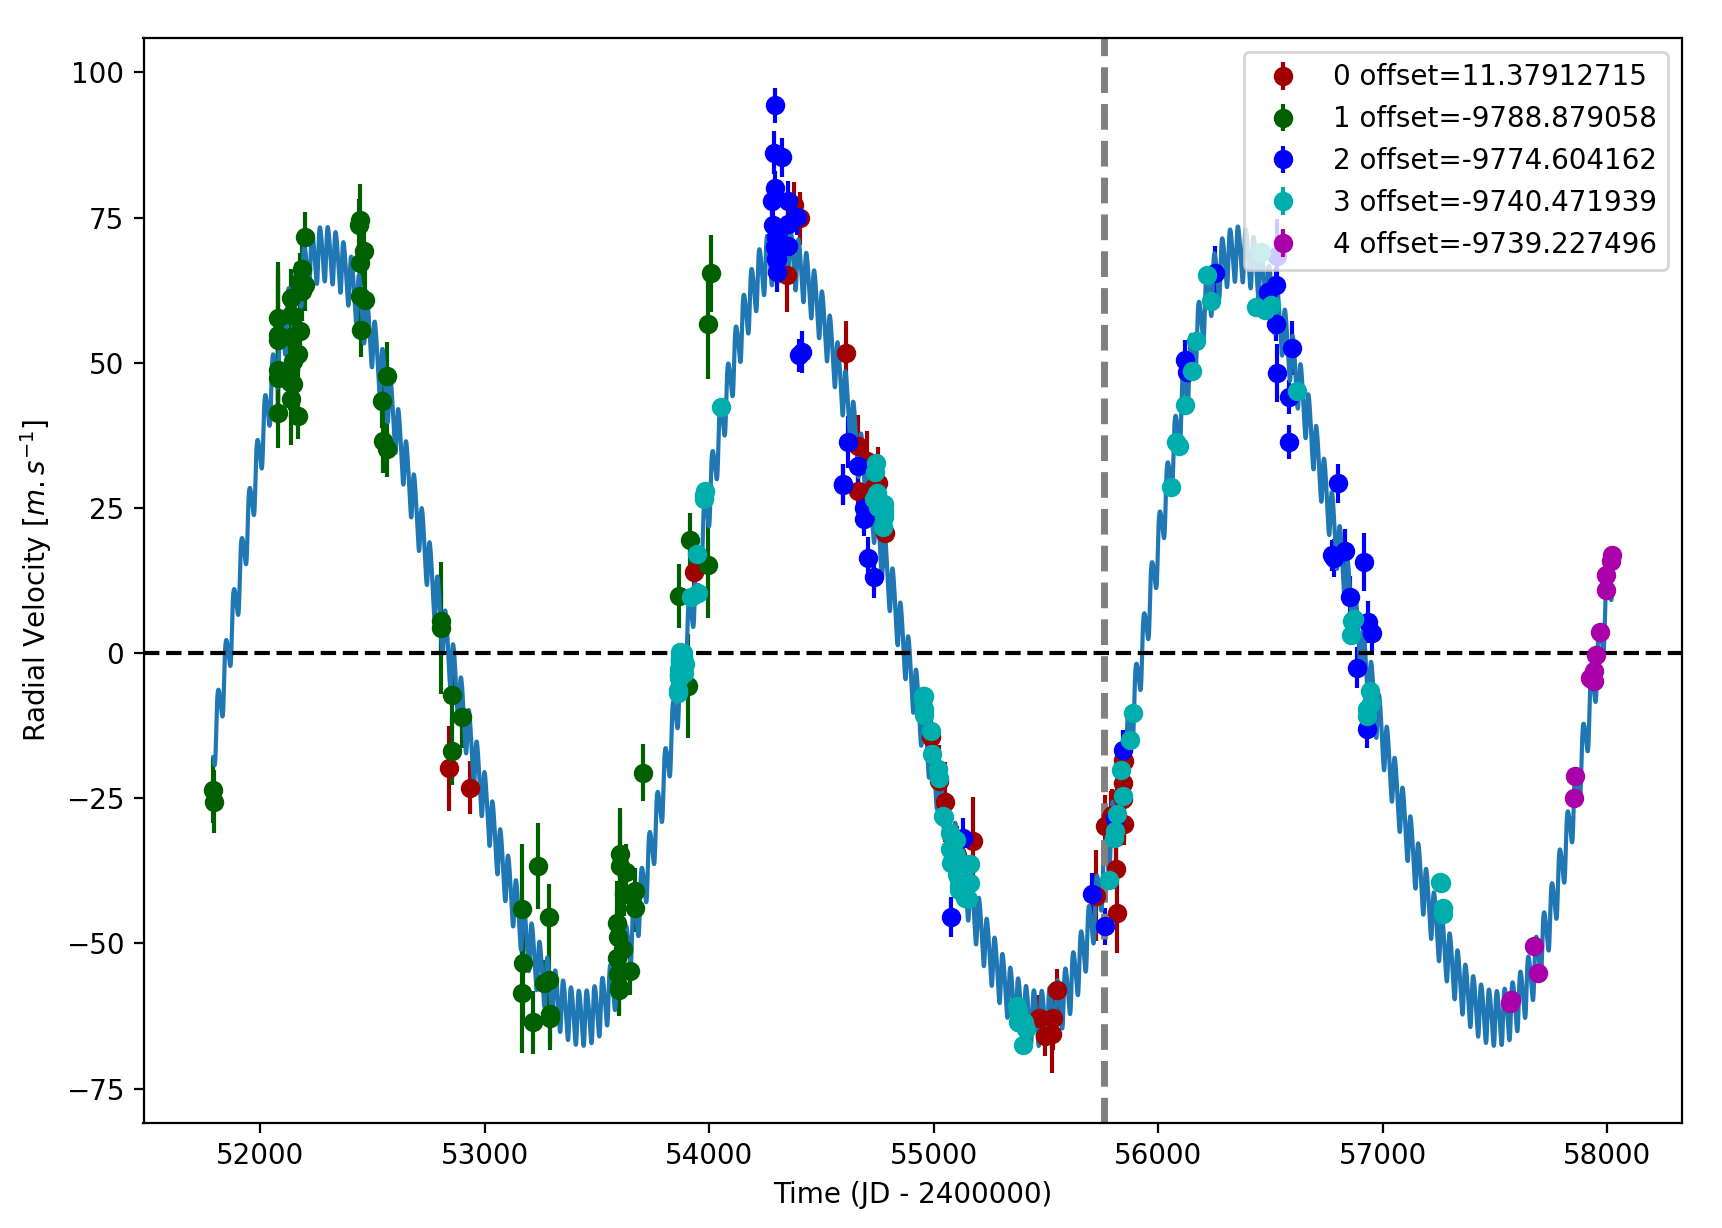 100
75
50
25
0
−25
−50
−75
Radial Velocity [m.s⁻¹]
0 offset=11.37912715
1 offset=-9788.879058
2 offset=-9774.604162
3 offset=-9740.471939
4 offset=-9739.227496
52000 53000 54000 55000 56000 57000 58000
Time (JD - 2400000)